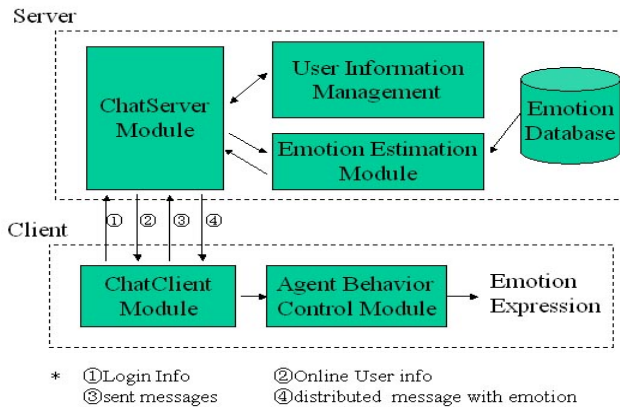 Server
ChatServer
Module
User Information
Management
Emotion Estimation
Module
Emotion
Database
① ② ③ ④
Client
ChatClient
Module
Agent Behavior
Control Module
Emotion
Expression
* ①Login Info ②Online User info
③sent messages ④distributed message with emotion